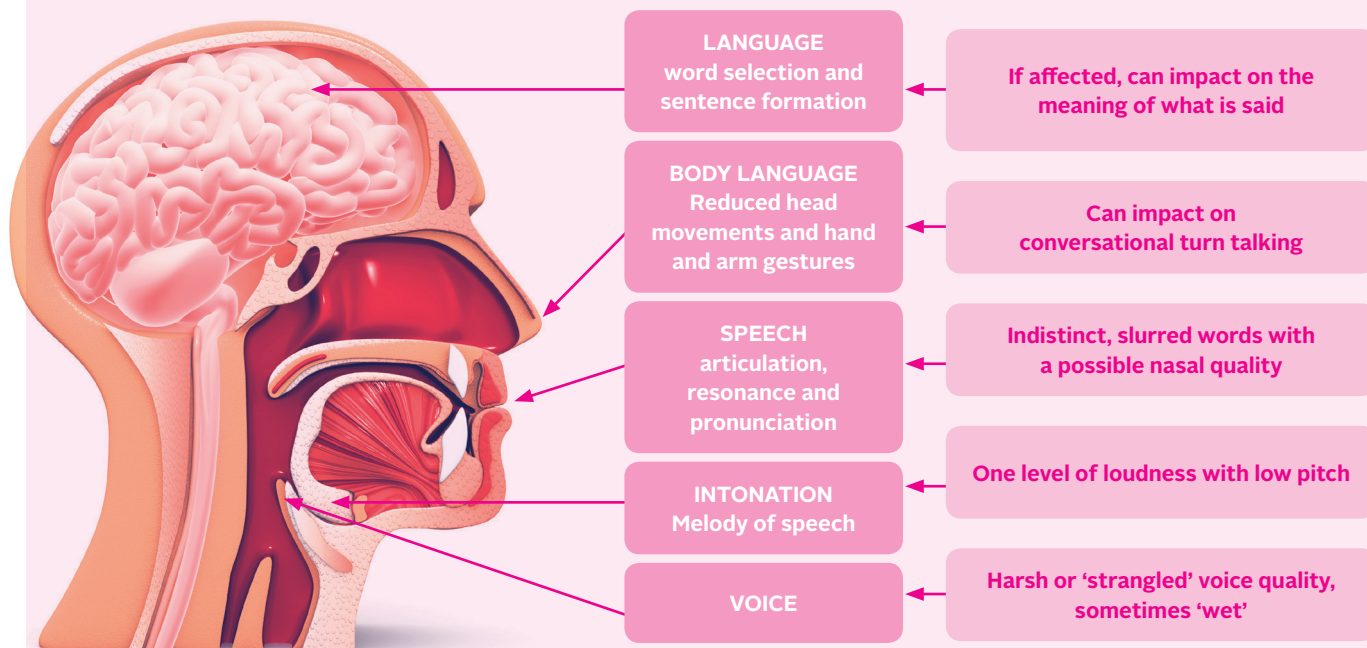 LANGUAGE
word selection and
sentence formation
If affected, can impact on the
meaning of what is said
BODY LANGUAGE
Reduced head
movements and hand
and arm gestures
Can impact on
conversational turn talking
SPEECH
articulation,
resonance and
pronunciation
Indistinct, slurred words with
a possible nasal quality
INTONATION
Melody of speech
One level of loudness with low pitch
VOICE
Harsh or ‘strangled’ voice quality,
sometimes ‘wet’